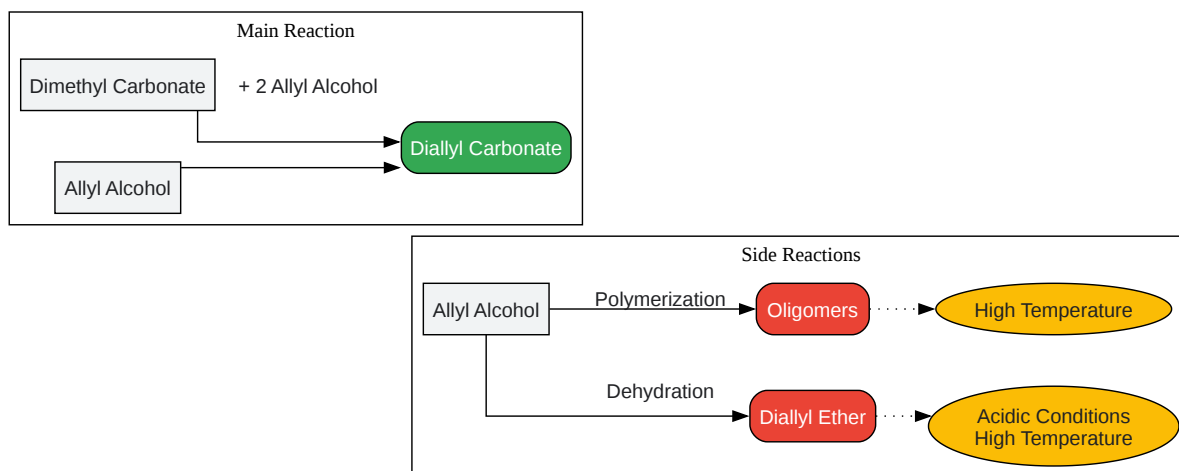 Main Reaction
Dimethyl Carbonate
+ 2 Allyl Alcohol
Diallyl Carbonate
Allyl Alcohol
Side Reactions
Allyl Alcohol
Polymerization
Oligomers
High Temperature
Dehydration
Diallyl Ether
Acidic Conditions
High Temperature